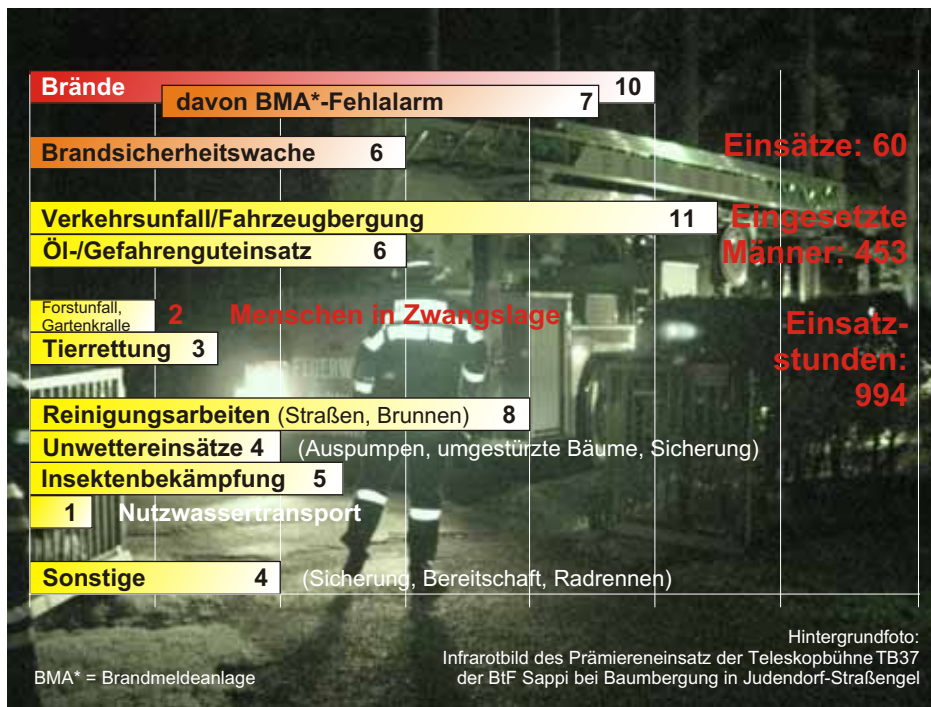 Brände 10
davon BMA*-Fehlalarm 7
Brandsicherheitswache 6
Einsätze: 60
Verkehrsunfall/Fahrzeugbergung 11
Eingesetzte
Männer: 453
Öl-/Gefahrenguteinsatz 6
Forstunfall,
Gartenkralle
2 Menschen in Zwangslage
Tierrettung 3
Einsatz-
stunden:
994
Reinigungsarbeiten (Straßen, Brunnen) 8
Unwettereinsätze 4 (Auspumpen, umgestürzte Bäume, Sicherung)
Insektenbekämpfung 5
1 Nutzwassertransport
Sonstige 4 (Sicherung, Bereitschaft, Radrennen)
BMA* = Brandmeldeanlage
Hintergrundfoto:
Infrarotbild des Prämiereneinsatz der Teleskopbühne TB37
der BtF Sappi bei Baumbergung in Judendorf-Straßengel